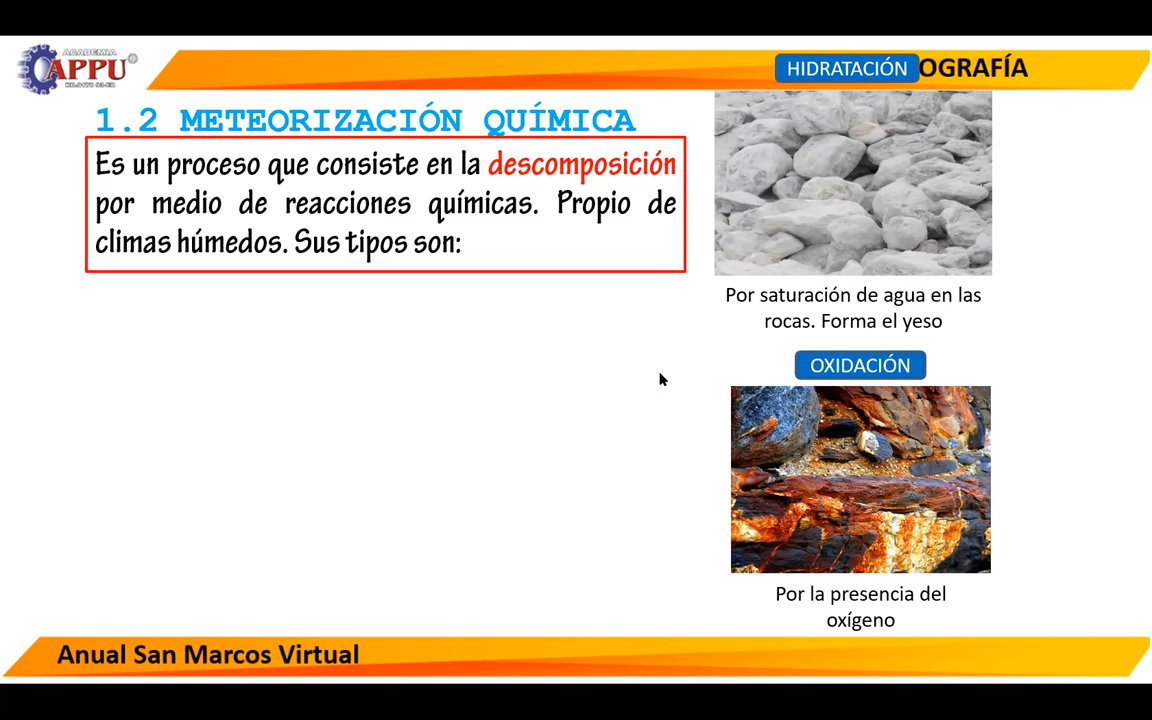 ACADEMIA
APPU
HIDRATACIÓN
OGRAFÍA
1.2 METEORIZACIÓN QUÍMICA
Es un proceso que consiste en la descomposición
por medio de reacciones químicas. Propio de
climas húmedos. Sus tipos son:
Por saturación de agua en las
rocas. Forma el yeso
OXIDACIÓN
Por la presencia del
oxígeno
Anual San Marcos Virtual